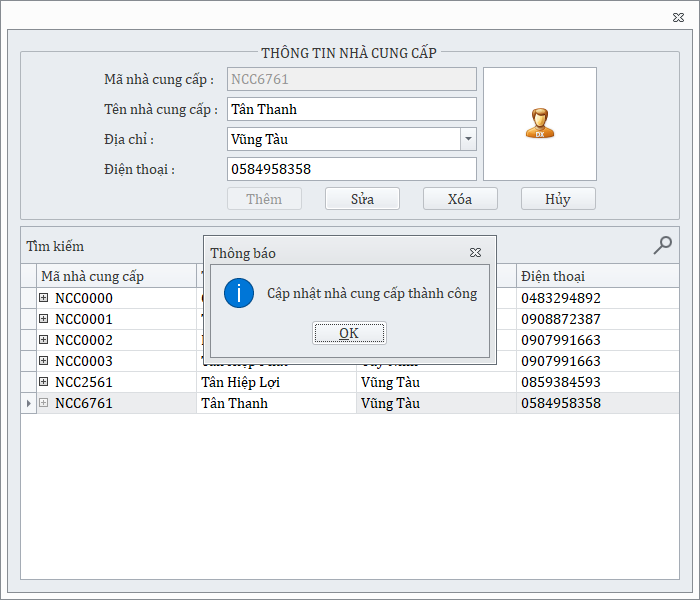 THÔNG TIN NHÀ CUNG CẤP
Mã nhà cung cấp : NCC6761
Tên nhà cung cấp : Tân Thanh
Địa chỉ : Vũng Tàu
Điện thoại : 0584958358
DX
Thêm Sửa Xóa Hủy
Tìm kiếm
Thông báo
Cập nhật nhà cung cấp thành công
OK
Mã nhà cung cấp Điện thoại
NCC0000 0483294892
NCC0001 0908872387
NCC0002 0907991663
NCC0003 0907991663
NCC2561 Tân Hiệp Lợi Vũng Tàu 0859384593
NCC6761 Tân Thanh Vũng Tàu 0584958358